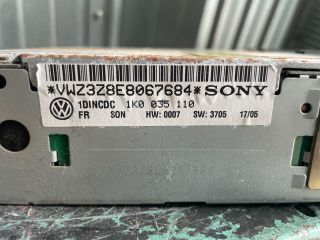 *VWZ3Z8E8067684* SONY
1DINCDC 1K0 035 110
FR SON HW: 0007 SW: 3705 17/05